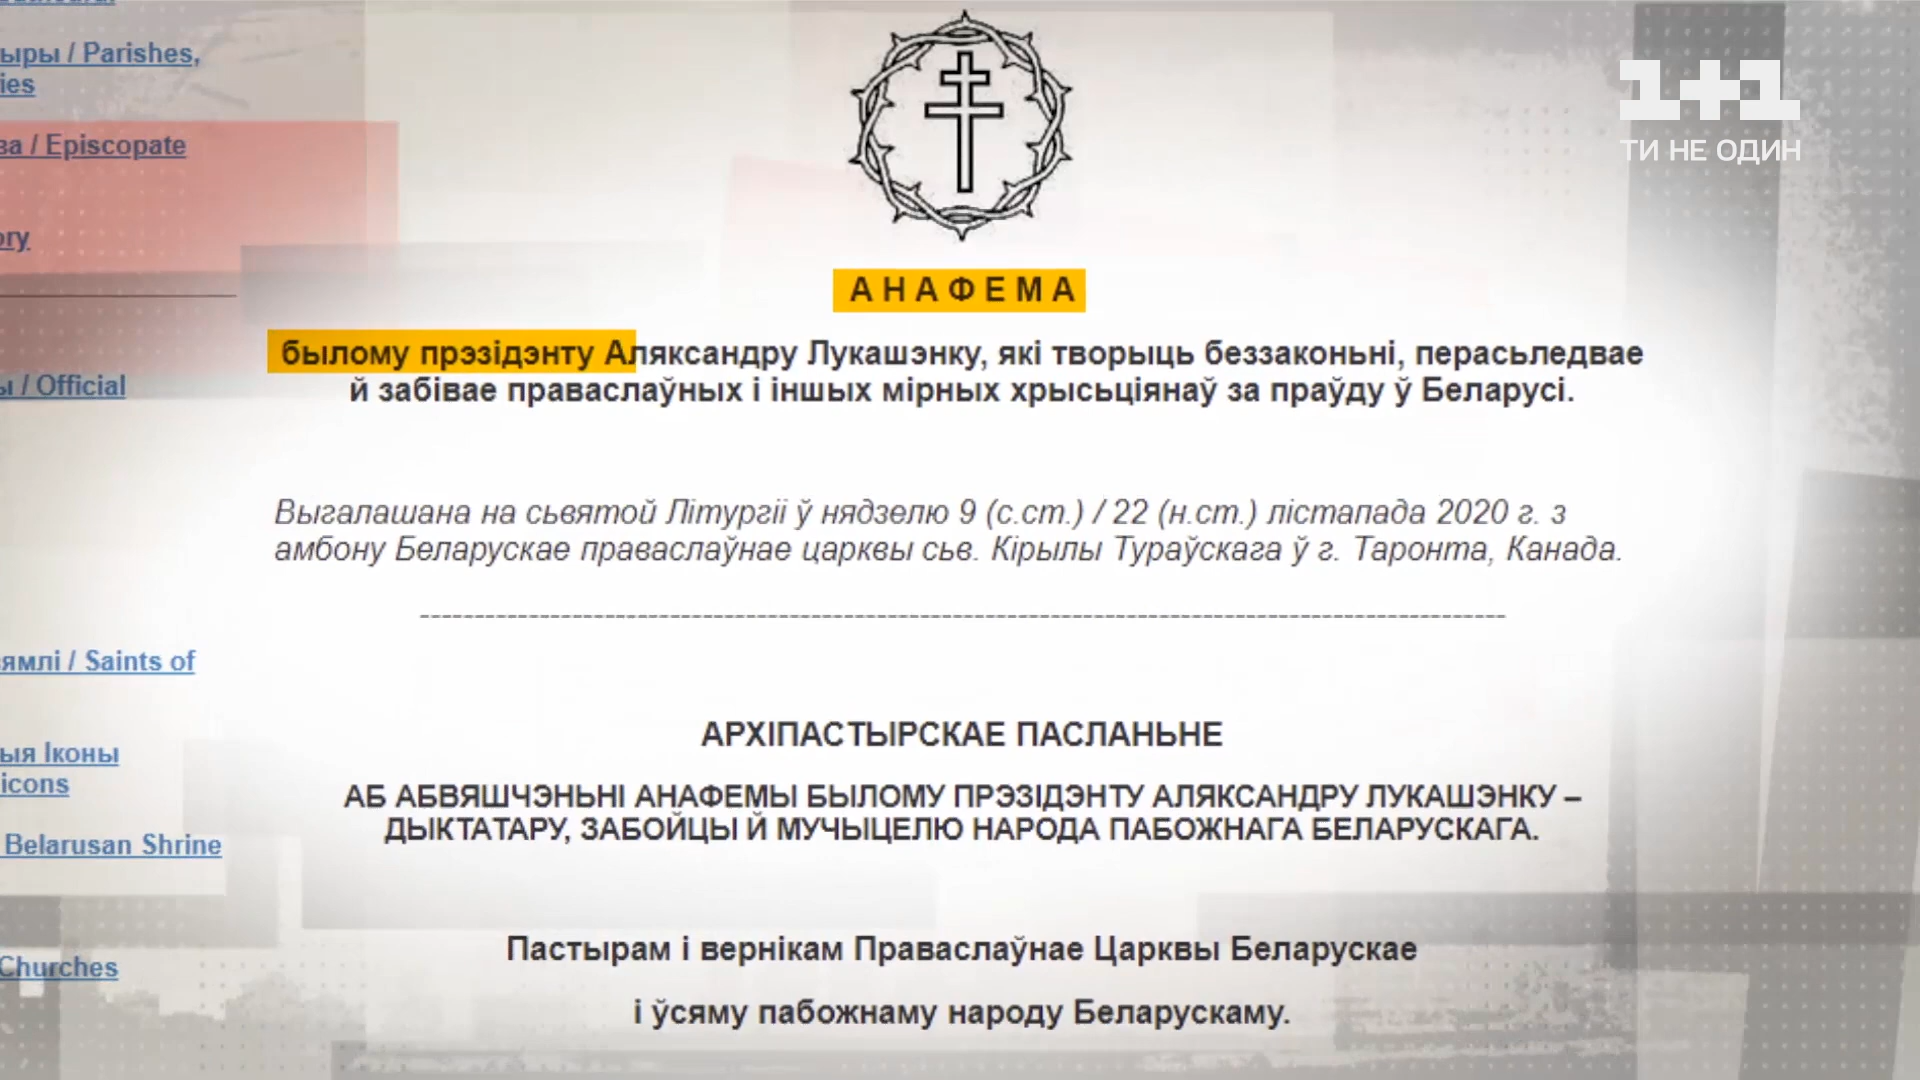 ыры / Parishes,
ies
ва / Episcopate
ory
ы / Official
ямлі / Saints of
ыя Іконы
icons
Belarusan Shrine
Churches
1+1
ТИ НЕ ОДИН
АНАФЕМА
былому прэзідэнту Аляксандру Лукашэнку, які творыць беззаконьні, перасьледвае
й забівае праваслаўных і іншых мірных хрысьціянаў за праўду ў Беларусі.
Выгалашана на сьвятой Літургіі ў нядзелю 9 (с.ст.) / 22 (н.ст.) лістапада 2020 г. з
амбону Беларускае праваслаўнае царквы сьв. Кірылы Тураўскага ў г. Таронта, Канада.
АРХІПАСТЫРСКАЕ ПАСЛАНЬНЕ
АБ АБВЯШЧЭНЬНІ АНАФЕМЫ БЫЛОМУ ПРЭЗІДЭНТУ АЛЯКСАНДРУ ЛУКАШЭНКУ –
ДЫКТАТАРУ, ЗАБОЙЦЫ Й МУЧЫЦЕЛЮ НАРОДА ПАБОЖНАГА БЕЛАРУСКАГА.
Пастырам і вернікам Праваслаўнае Царквы Беларускае
і ўсяму пабожнаму народу Беларускаму.